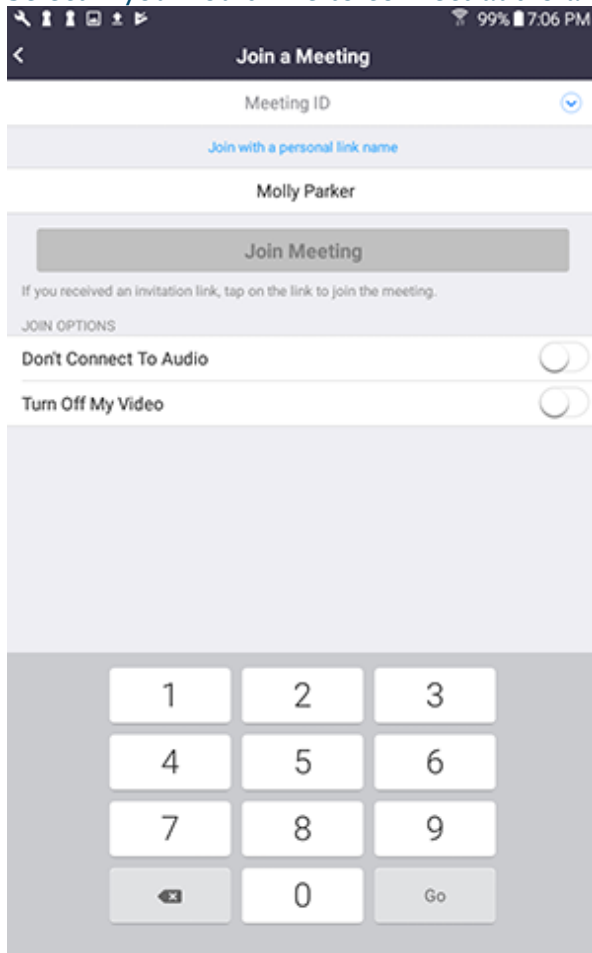 99% 7:06 PM
Join a Meeting
Meeting ID
Join with a personal link name
Molly Parker
Join Meeting
If you received an invitation link, tap on the link to join the meeting.
JOIN OPTIONS
Don't Connect To Audio
Turn Off My Video
1 2 3
4 5 6
7 8 9
0 Go